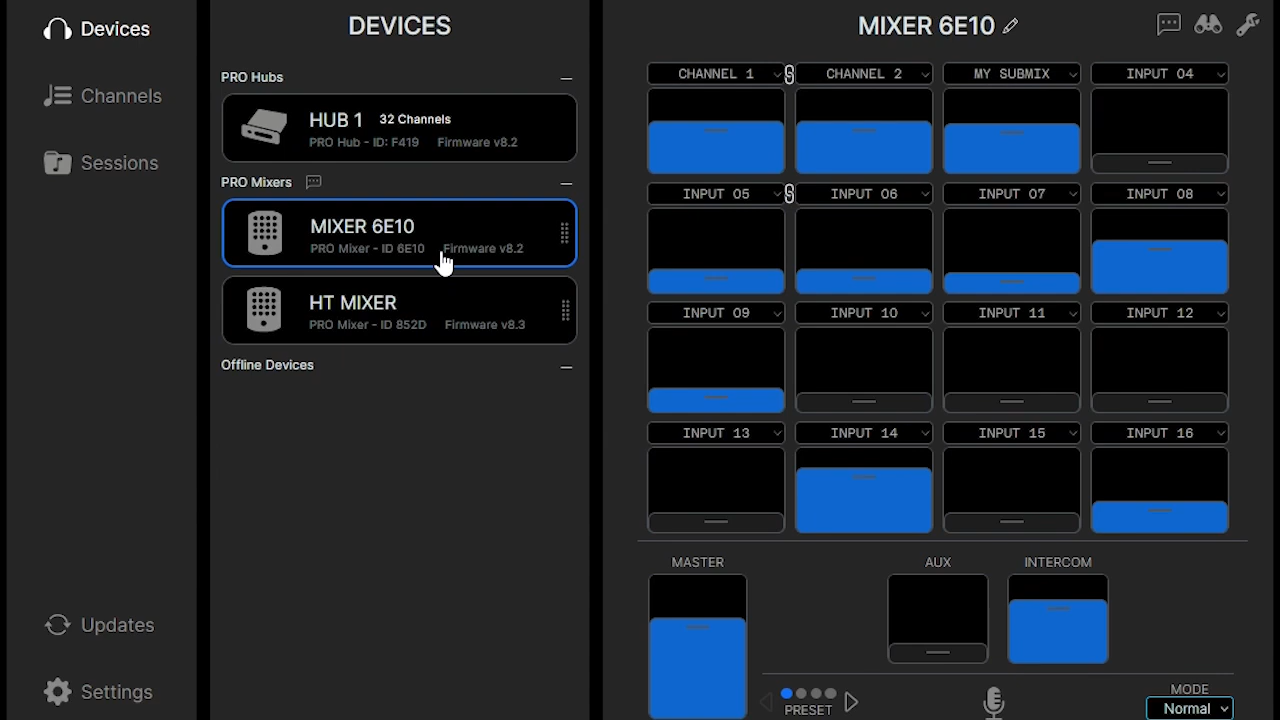 Devices
Channels
Sessions
Updates
Settings
DEVICES
PRO Hubs
HUB 1 32 Channels
PRO Hub - ID: F419 Firmware v8.2
PRO Mixers
MIXER 6E10
PRO Mixer - ID 6E10 Firmware v8.2
HT MIXER
PRO Mixer - ID 852D Firmware v8.3
Offline Devices
MIXER 6E10
CHANNEL 1 CHANNEL 2 MY SUBMIX INPUT 04
INPUT 05 INPUT 06 INPUT 07 INPUT 08
INPUT 09 INPUT 10 INPUT 11 INPUT 12
INPUT 13 INPUT 14 INPUT 15 INPUT 16
MASTER AUX INTERCOM
PRESET
MODE
Normal